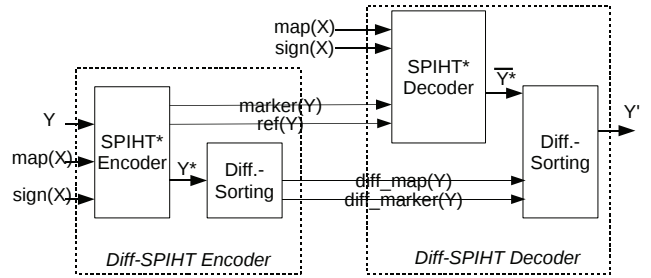 map(X)
sign(X)
SPIHT*
Decoder
Y*
Y'
Diff.-
Sorting
Y
map(X)
sign(X)
SPIHT*
Encoder
marker(Y)
ref(Y)
Y*
Diff.-
Sorting
diff_map(Y)
diff_marker(Y)
Diff-SPIHT Encoder
Diff-SPIHT Decoder